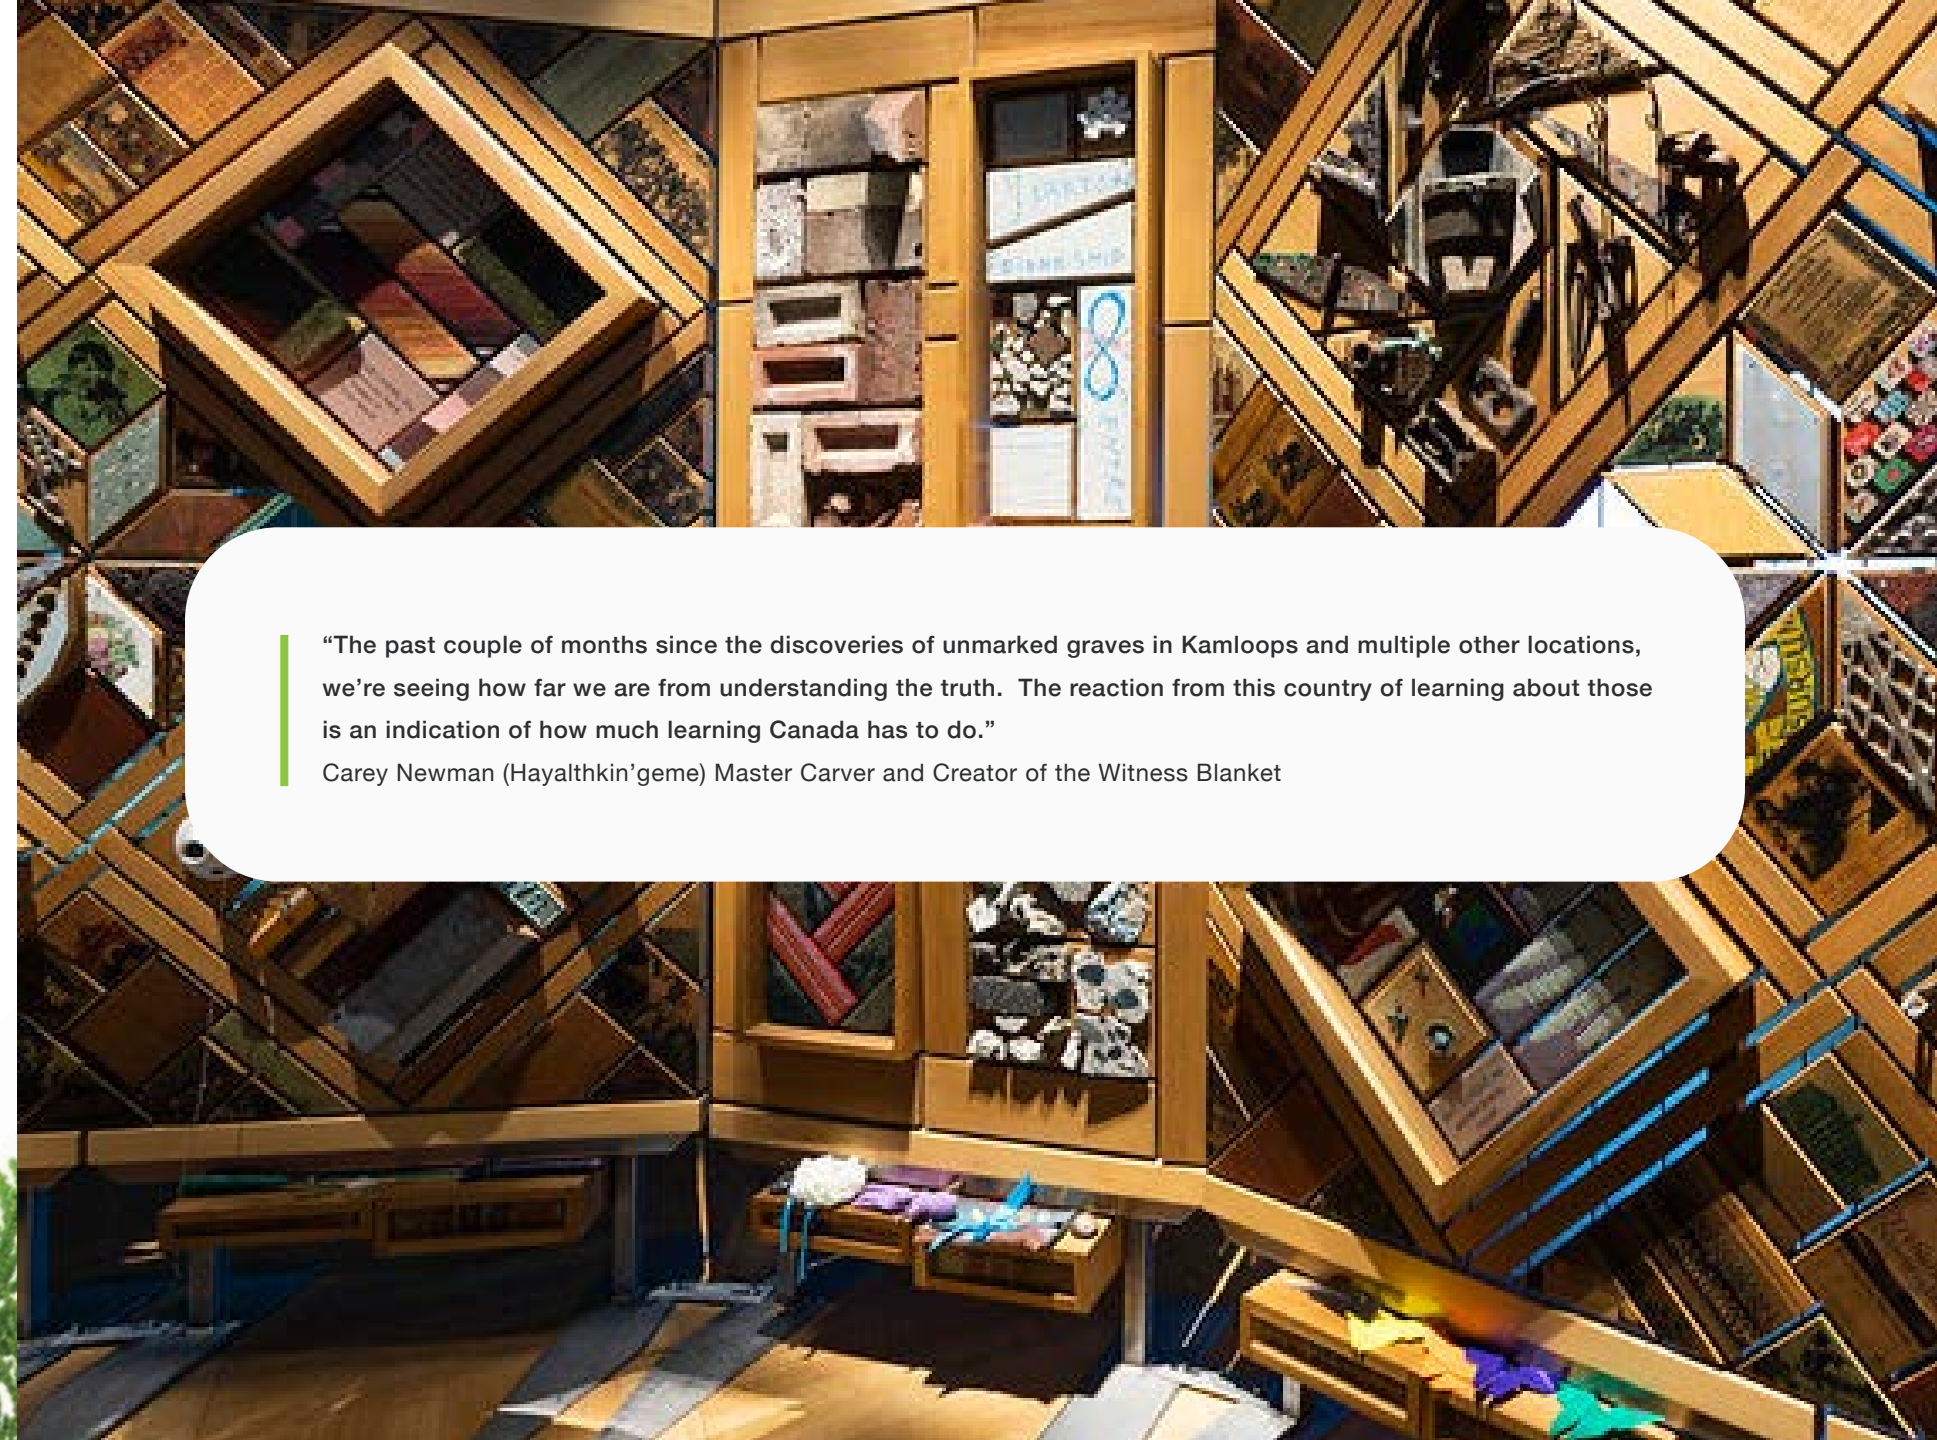 “The past couple of months since the discoveries of unmarked graves in Kamloops and multiple other locations,
we’re seeing how far we are from understanding the truth.  The reaction from this country of learning about those
is an indication of how much learning Canada has to do.”
Carey Newman (Hayalthkin’geme) Master Carver and Creator of the Witness Blanket